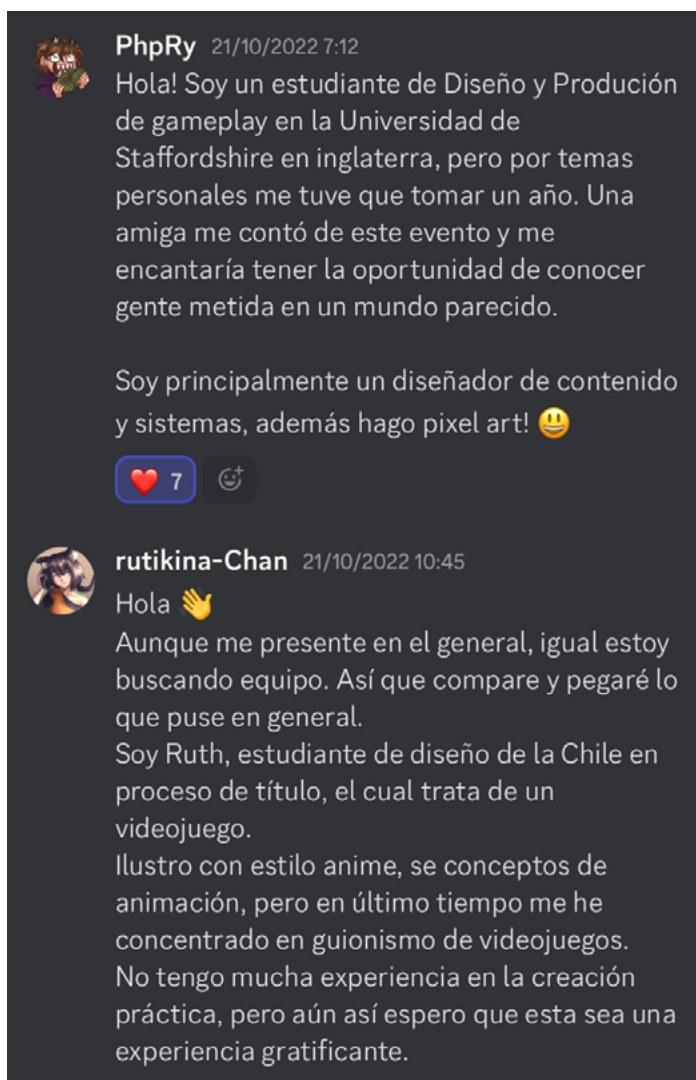 PhpRy 21/10/2022 7:12
Hola! Soy un estudiante de Diseño y Produción
de gameplay en la Universidad de
Staffordshire en inglaterra, pero por temas
personales me tuve que tomar un año. Una
amiga me contó de este evento y me
encantaría tener la oportunidad de conocer
gente metida en un mundo parecido.
Soy principalmente un diseñador de contenido
y sistemas, además hago pixel art! 😃
❤️ 7
rutikina-Chan 21/10/2022 10:45
Hola 👋
Aunque me presente en el general, igual estoy
buscando equipo. Así que compare y pegaré lo
que puse en general.
Soy Ruth, estudiante de diseño de la Chile en
proceso de título, el cual trata de un
videojuego.
Ilustro con estilo anime, se conceptos de
animación, pero en último tiempo me he
concentrado en guionismo de videojuegos.
No tengo mucha experiencia en la creación
práctica, pero aún así espero que esta sea una
experiencia gratificante.